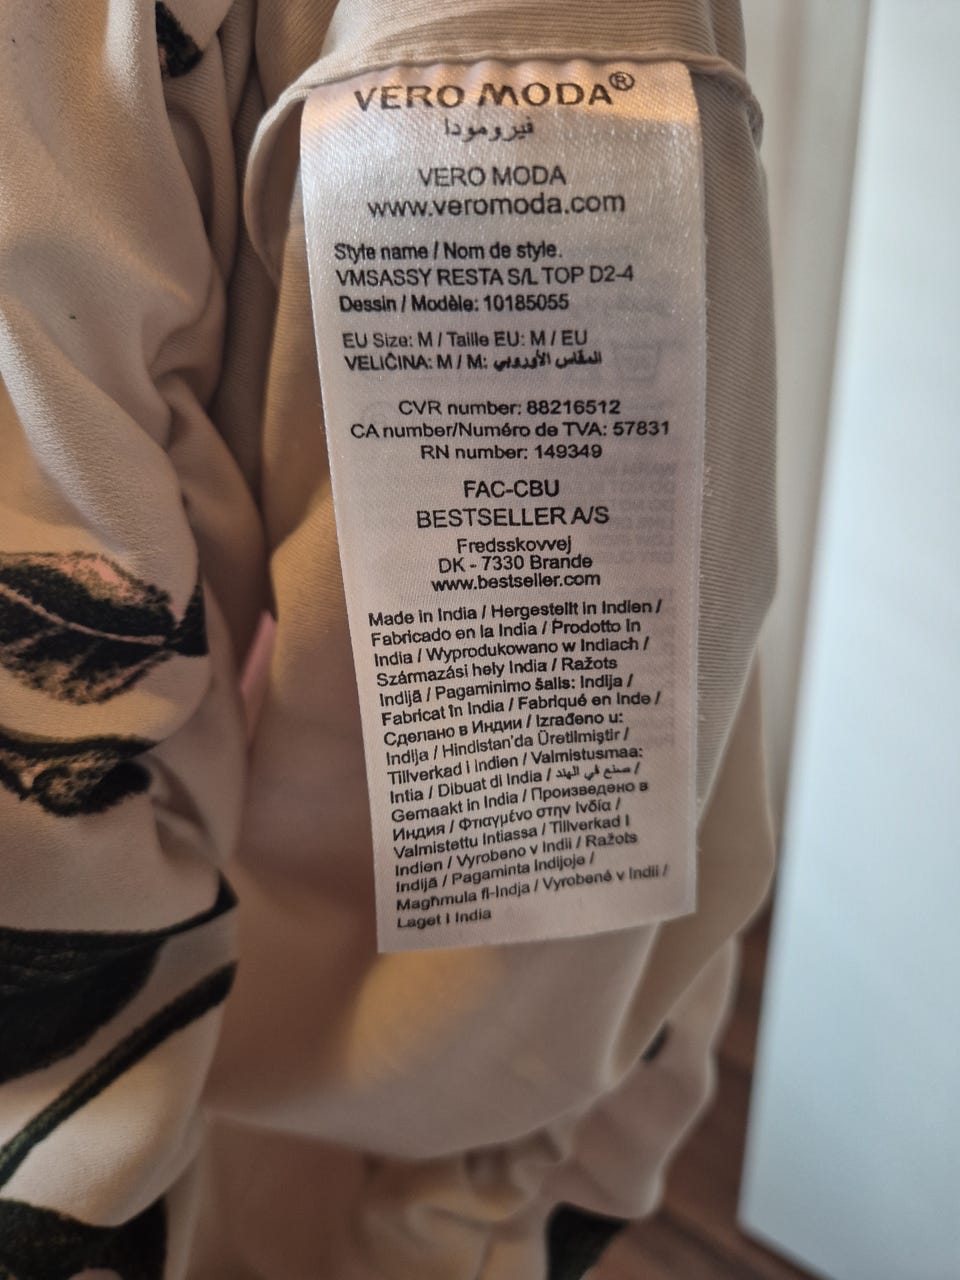 VERO MODA®
فيرومودا
VERO MODA
www.veromoda.com
Style name / Nom de style.
VMSASSY RESTA S/L TOP D2-4
Dessin / Modèle: 10185055
EU Size: M / Taille EU: M / EU
VELIČINA: M / M: المقاس الأوروبي
CVR number: 88216512
CA number/Numéro de TVA: 57831
RN number: 149349
FAC-CBU
BESTSELLER A/S
Fredsskovvej
DK - 7330 Brande
www.bestseller.com
Made in India / Hergestellt in Indien /
Fabricado en la India / Prodotto in
India / Wyprodukowano w Indiach /
Származási hely India / Ražots
Indijā / Pagaminimo šalis: Indija /
Fabricat în India / Fabriqué en Inde /
Сделано в Индии / Izrađeno u:
Indija / Hindistan'da Üretilmiştir /
Tillverkad i Indien / Valmistusmaa:
Intia / Dibuat di India / صنع في الهند /
Gemaakt in India / Произведено в
Индия / Φτιαγμένο στην Ινδία /
Valmistettu Intiassa / Tillverkad i
Indien / Vyrobeno v Indii / Ražots
Indijā / Pagaminta Indijoje /
Magħmula fl-Indja / Vyrobené v Indii /
Laget i India